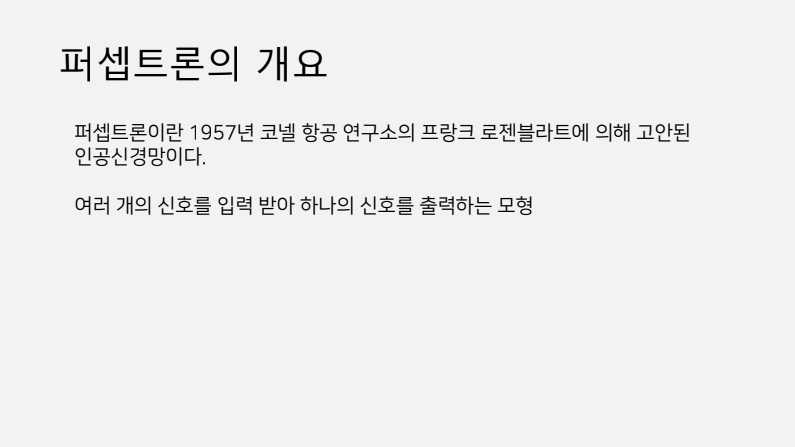 퍼셉트론의 개요
퍼셉트론이란 1957년 코넬 항공 연구소의 프랑크 로젠블라트에 의해 고안된
인공신경망이다.
여러 개의 신호를 입력 받아 하나의 신호를 출력하는 모형